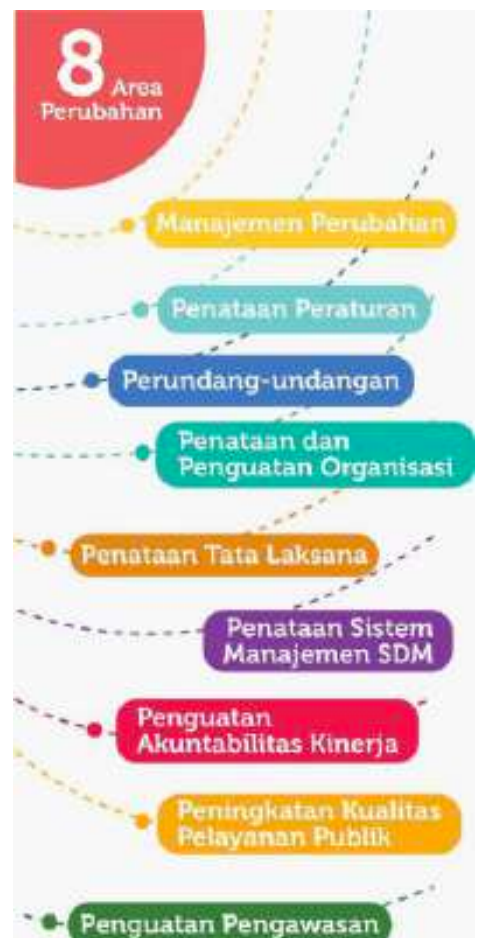 8 Area
Perubahan
Manajemen Perubahan
Penataan Peraturan
Perundang-undangan
Penataan dan
Penguatan Organisasi
Penataan Tata Laksana
Penataan Sistem
Manajemen SDM
Penguatan
Akuntabilitas Kinerja
Peningkatan Kualitas
Pelayanan Publik
Penguatan Pengawasan